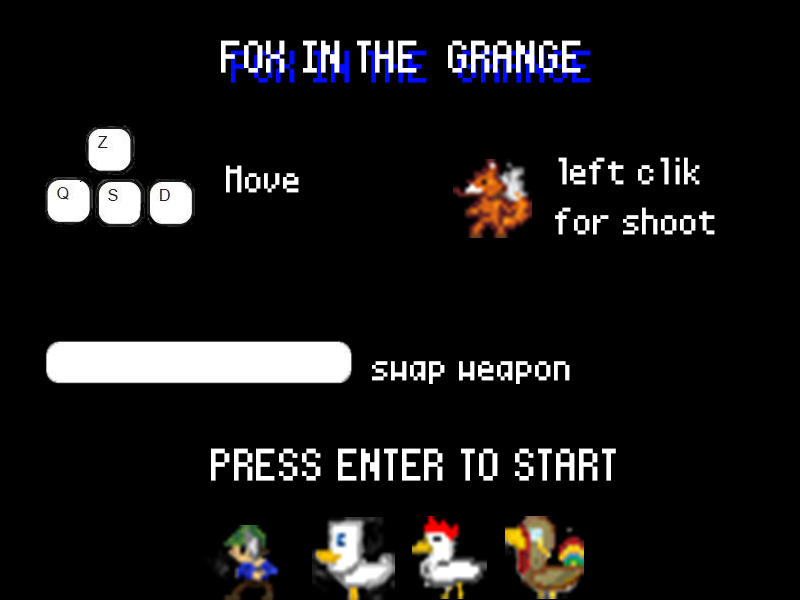 FOX IN THE GRANGE
Z
Q S D
Move
left clik
for shoot
swap weapon
PRESS ENTER TO START